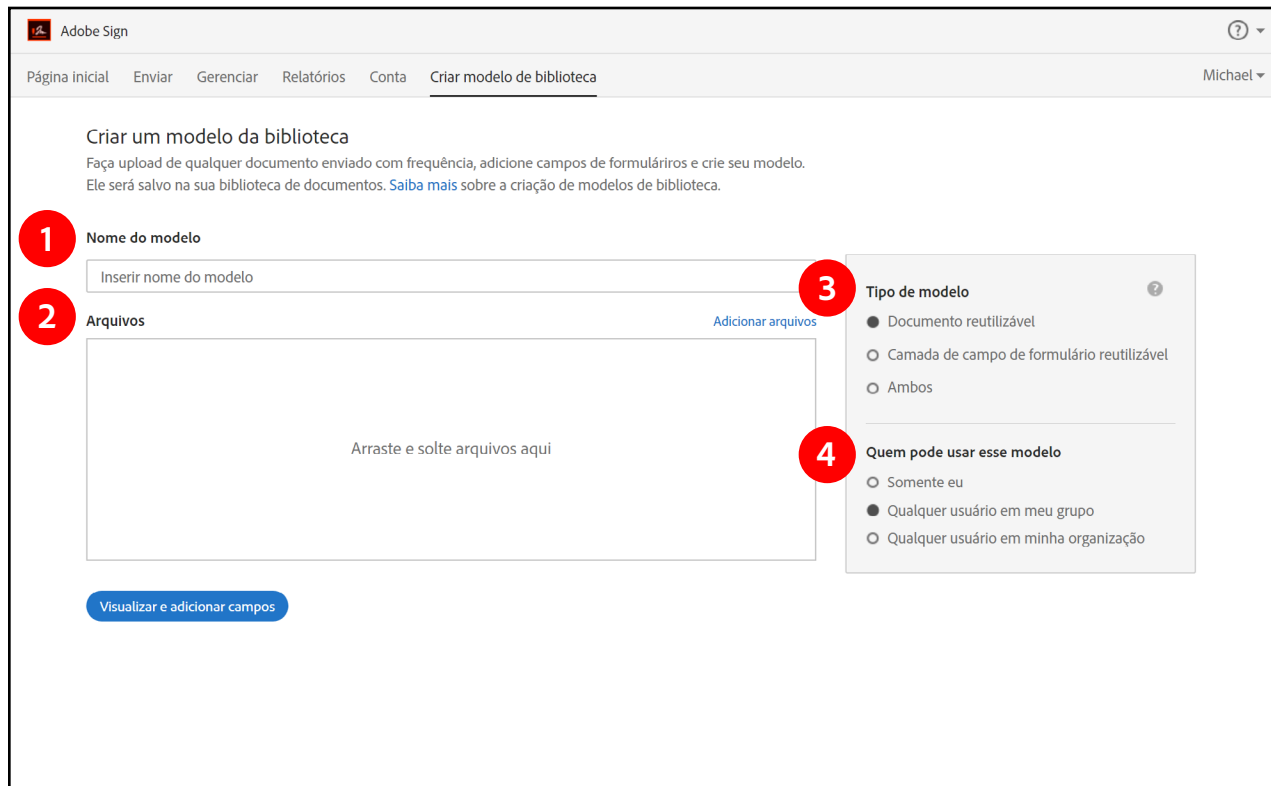 Adobe Sign
?
Página inicial Enviar Gerenciar Relatórios Conta Criar modelo de biblioteca Michael
Criar um modelo da biblioteca
Faça upload de qualquer documento enviado com frequência, adicione campos de formuláriros e crie seu modelo.
Ele será salvo na sua biblioteca de documentos. Saiba mais sobre a criação de modelos de biblioteca.
1 Nome do modelo
Inserir nome do modelo
2 Arquivos Adicionar arquivos
Arraste e solte arquivos aqui
Visualizar e adicionar campos
3 Tipo de modelo ?
Documento reutilizável
Camada de campo de formulário reutilizável
Ambos
4 Quem pode usar esse modelo
Somente eu
Qualquer usuário em meu grupo
Qualquer usuário em minha organização